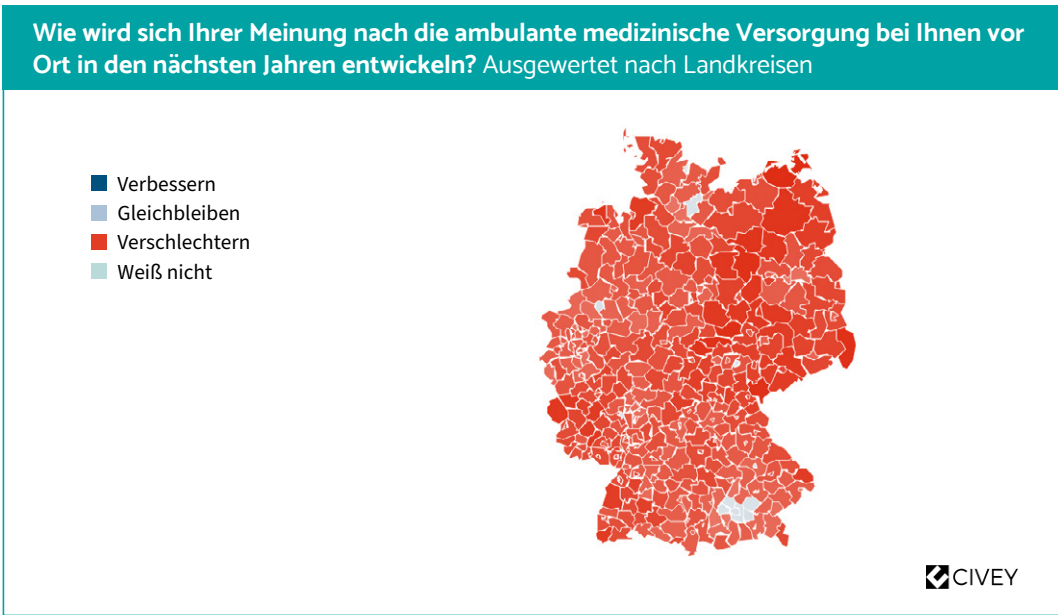 Wie wird sich Ihrer Meinung nach die ambulante medizinische Versorgung bei Ihnen vor
Ort in den nächsten Jahren entwickeln? Ausgewertet nach Landkreisen
Verbessern
Gleichbleiben
Verschlechtern
Weiß nicht
CIVEY